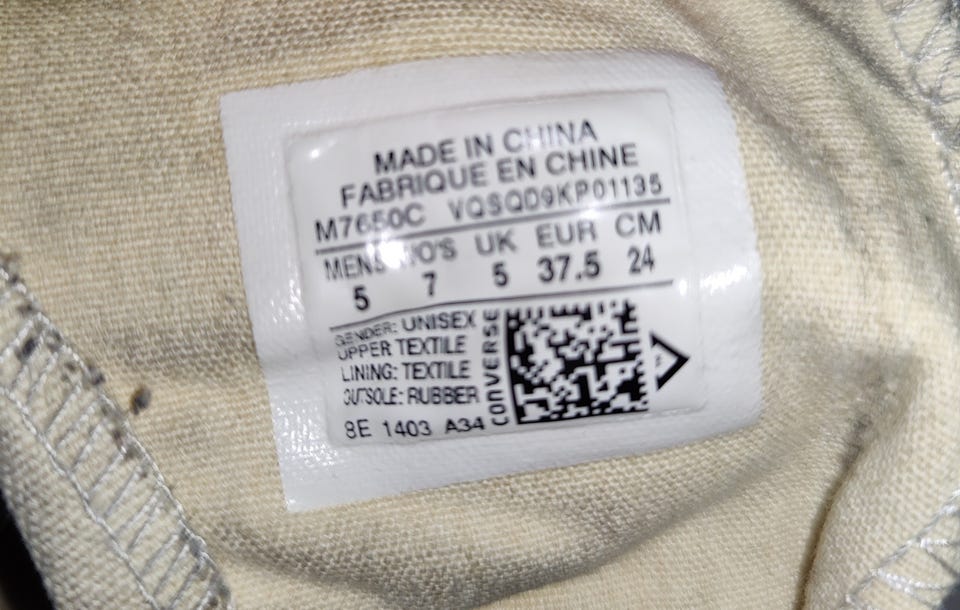 MADE IN CHINA
FABRIQUE EN CHINE
M7650C VQSQD9KP01135
MENS WO'S UK EUR CM
5 7 5 37.5 24
GENDER: UNISEX
UPPER TEXTILE
LINING: TEXTILE
OUTSOLE: RUBBER
8E 1403 A34
CONVERSE